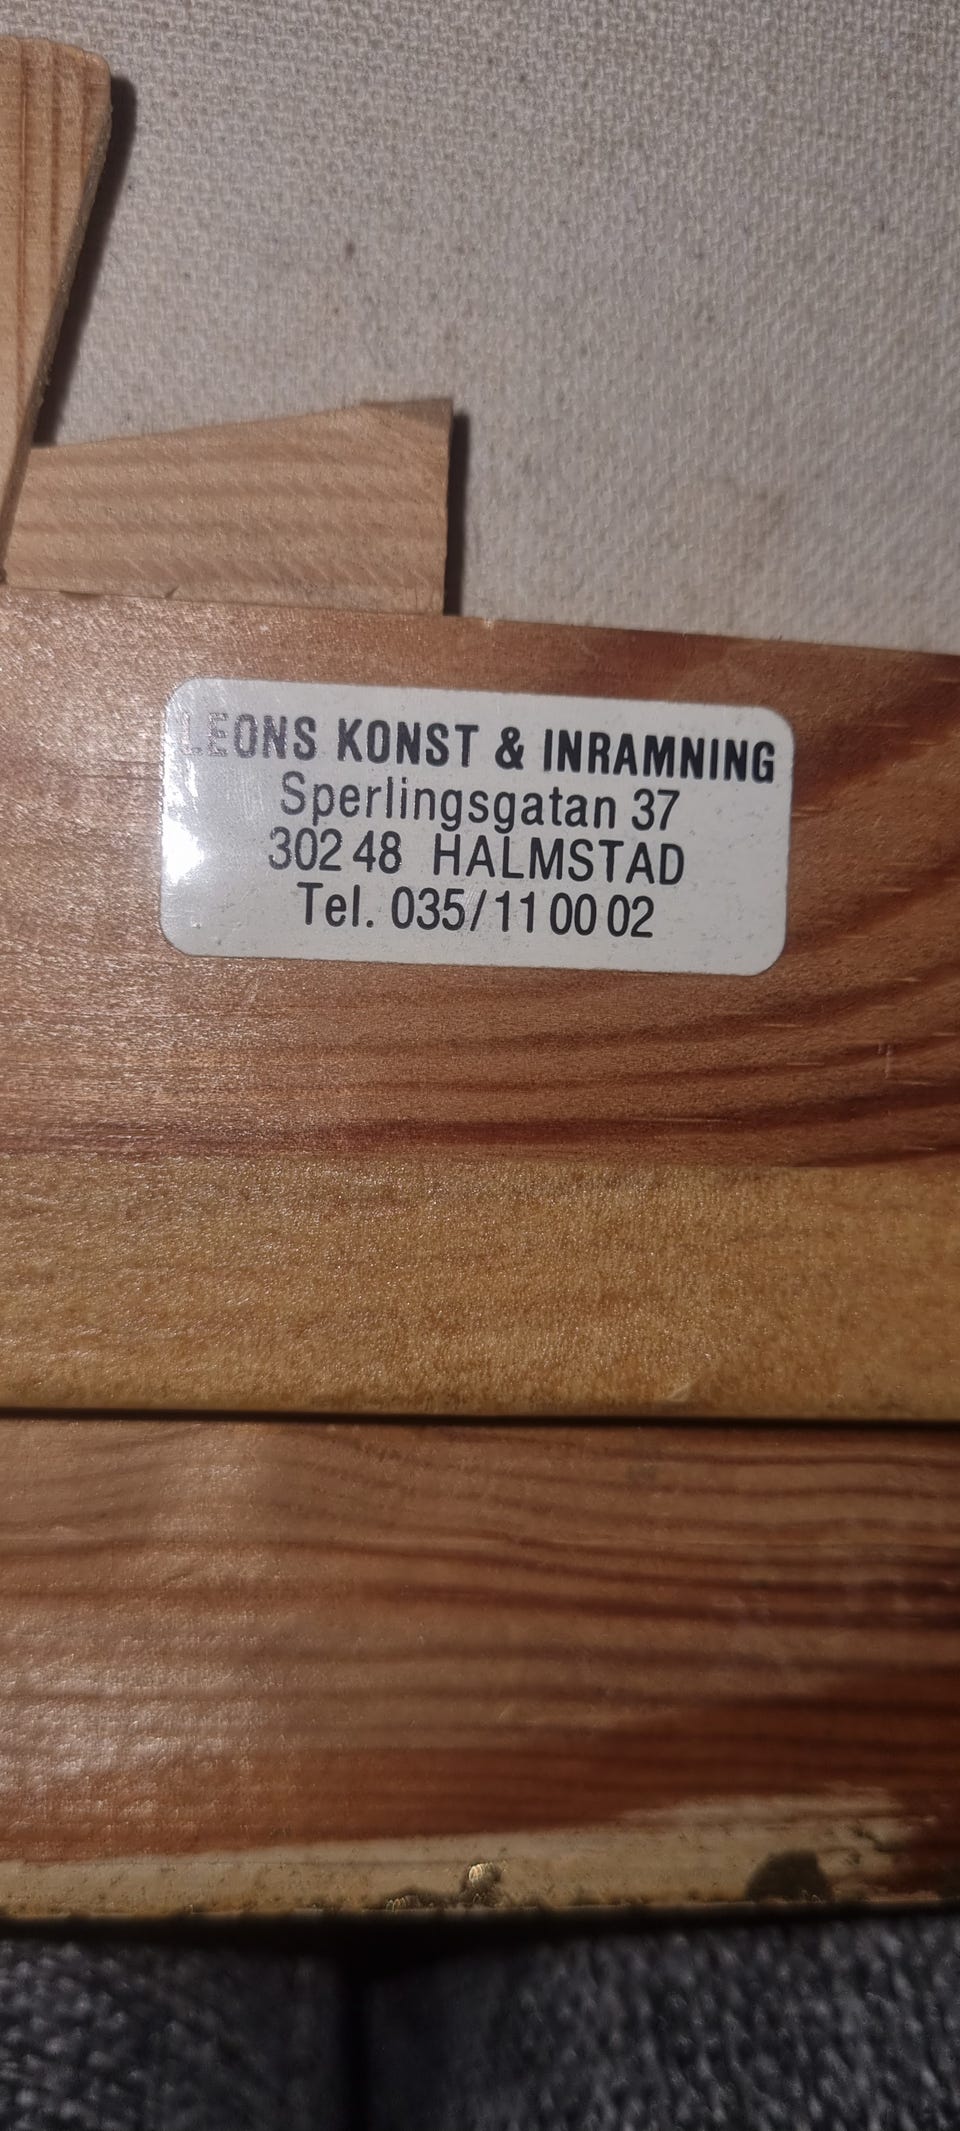 LEONS KONST & INRAMNING
Sperlingsgatan 37
302 48 HALMSTAD
Tel. 035/11 00 02